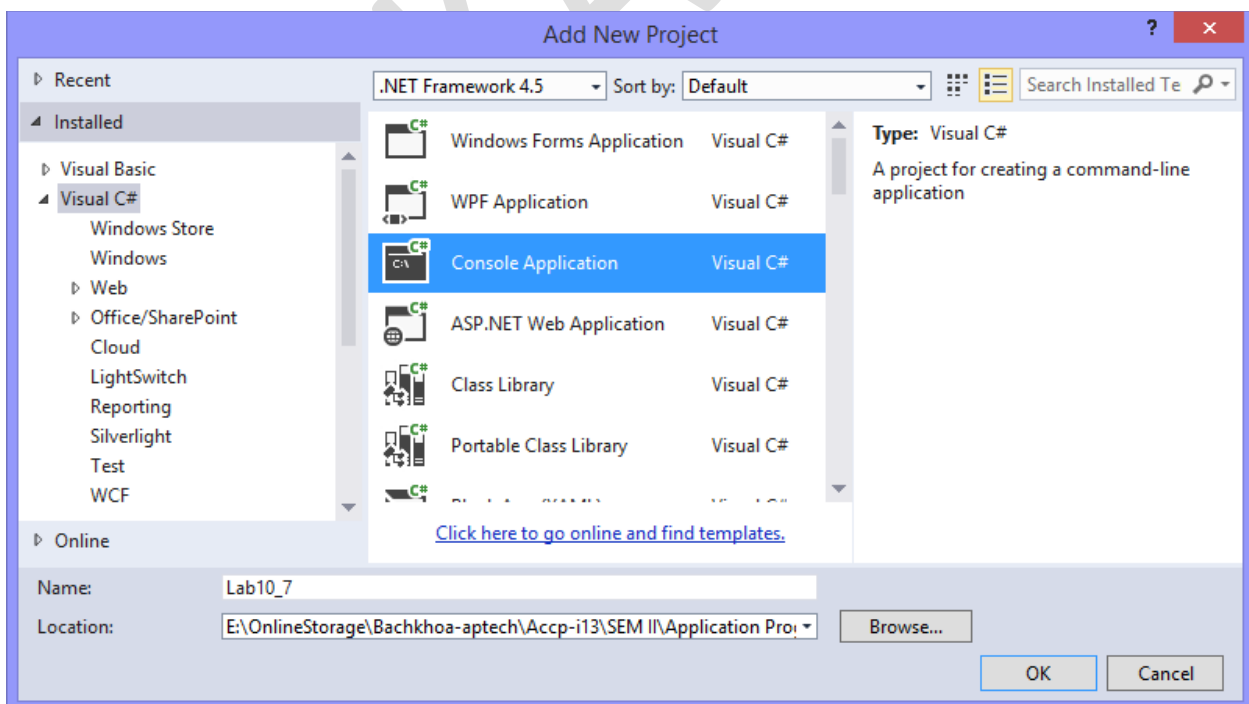 Add New Project
?
×
Recent
.NET Framework 4.5
Sort by:
Default
Search Installed Te
Installed
Visual Basic
Visual C#
Windows Store
Windows
Web
Office/SharePoint
Cloud
LightSwitch
Reporting
Silverlight
Test
WCF
Online
C# Windows Forms Application Visual C#
C# WPF Application Visual C#
C# C:\ Console Application Visual C#
C# ASP.NET Web Application Visual C#
C# Class Library Visual C#
C# Portable Class Library Visual C#
C#
Click here to go online and find templates.
Type: Visual C#
A project for creating a command-line
application
Name: Lab10_7
Location: E:\OnlineStorage\Bachkhoa-aptech\Accp-i13\SEM II\Application Pro
Browse...
OK
Cancel